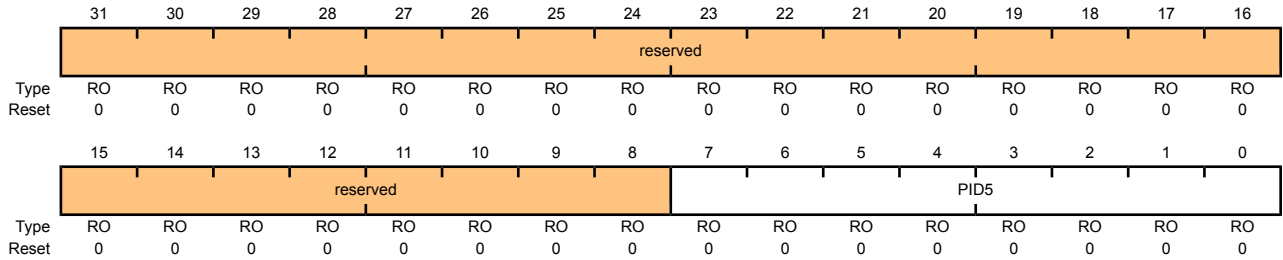 31 30 29 28 27 26 25 24 23 22 21 20 19 18 17 16
reserved
Type RO RO RO RO RO RO RO RO RO RO RO RO RO RO RO RO
Reset 0 0 0 0 0 0 0 0 0 0 0 0 0 0 0 0
15 14 13 12 11 10 9 8 7 6 5 4 3 2 1 0
reserved PID5
Type RO RO RO RO RO RO RO RO RO RO RO RO RO RO RO RO
Reset 0 0 0 0 0 0 0 0 0 0 0 0 0 0 0 0